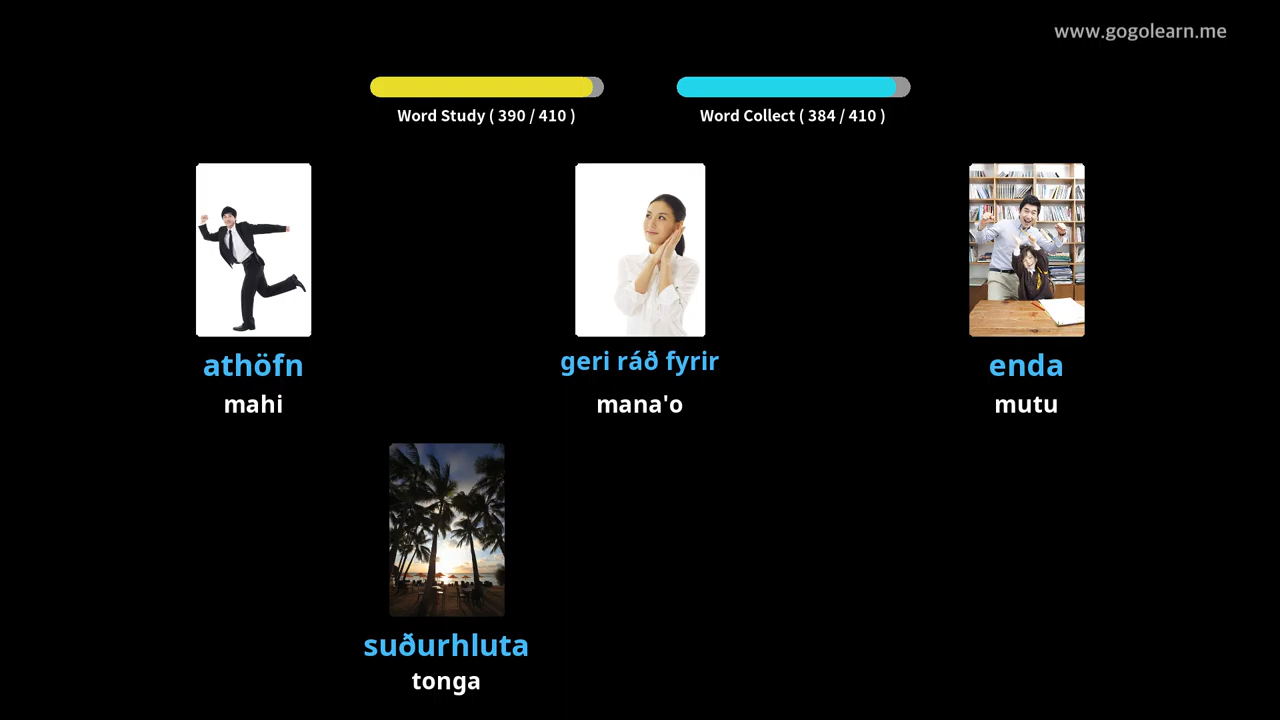 www.gogolearn.me
Word Study ( 390 / 410 )
Word Collect ( 384 / 410 )
athöfn
mahi
geri ráð fyrir
mana'o
enda
mutu
suðurhluta
tonga